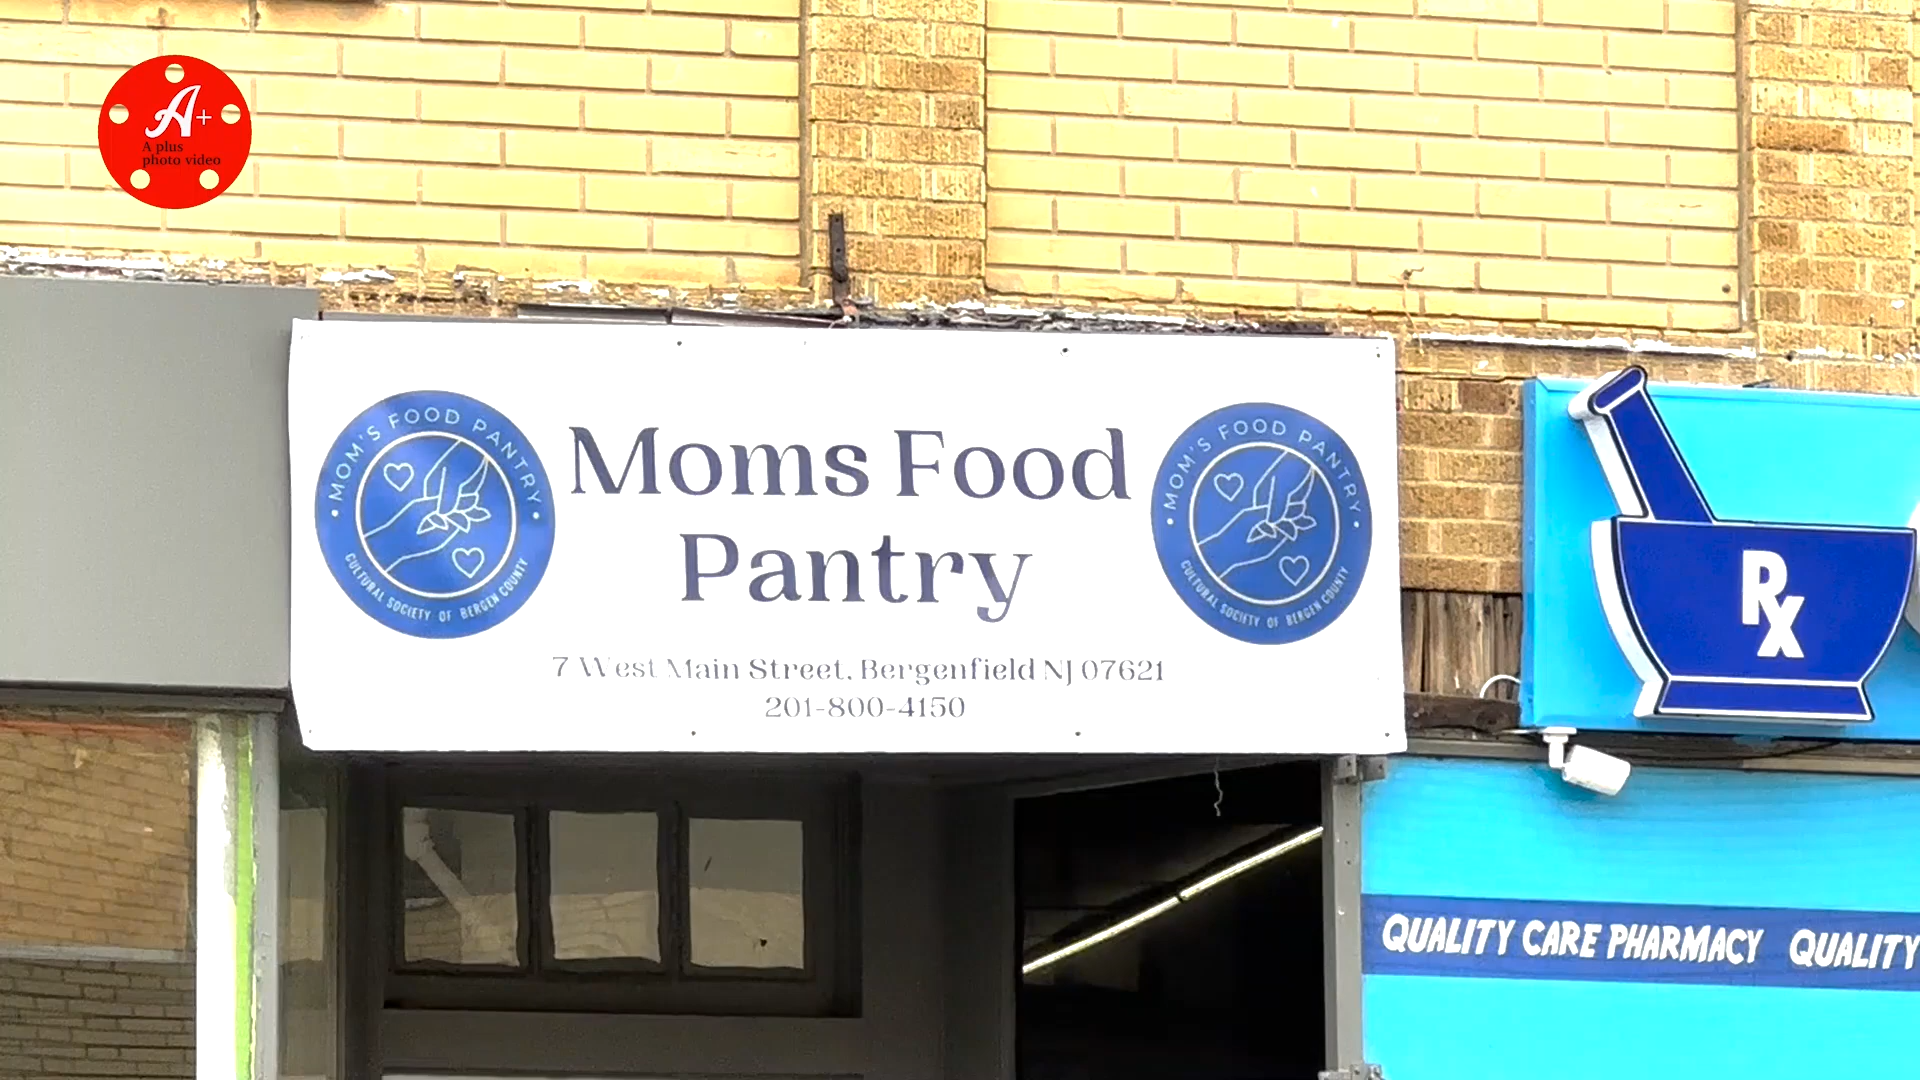 A+
A plus
photo video
MOM'S FOOD PANTRY
CULTURAL SOCIETY OF BERGEN COUNTY
Moms Food
Pantry
7 West Main Street, Bergenfield NJ 07621
201-800-4150
MOM'S FOOD PANTRY
CULTURAL SOCIETY OF BERGEN COUNTY
Rx
QUALITY CARE PHARMACY QUALITY